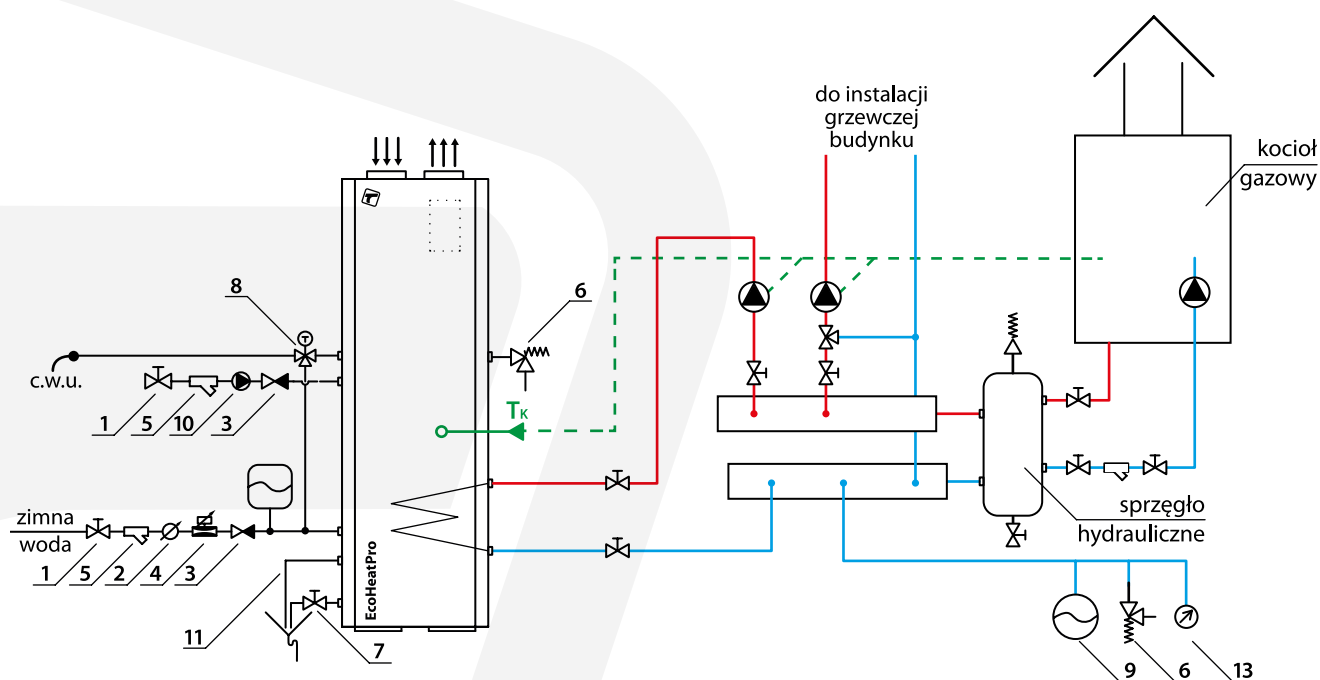 do instalacji
grzewczej
budynku
kocioł
gazowy
8
T
6
c.w.u.
1
5
10
3
TK
zimna
woda
1
5
2
4
3
EcoHeatPro
11
7
sprzęgło
hydrauliczne
9
6
13